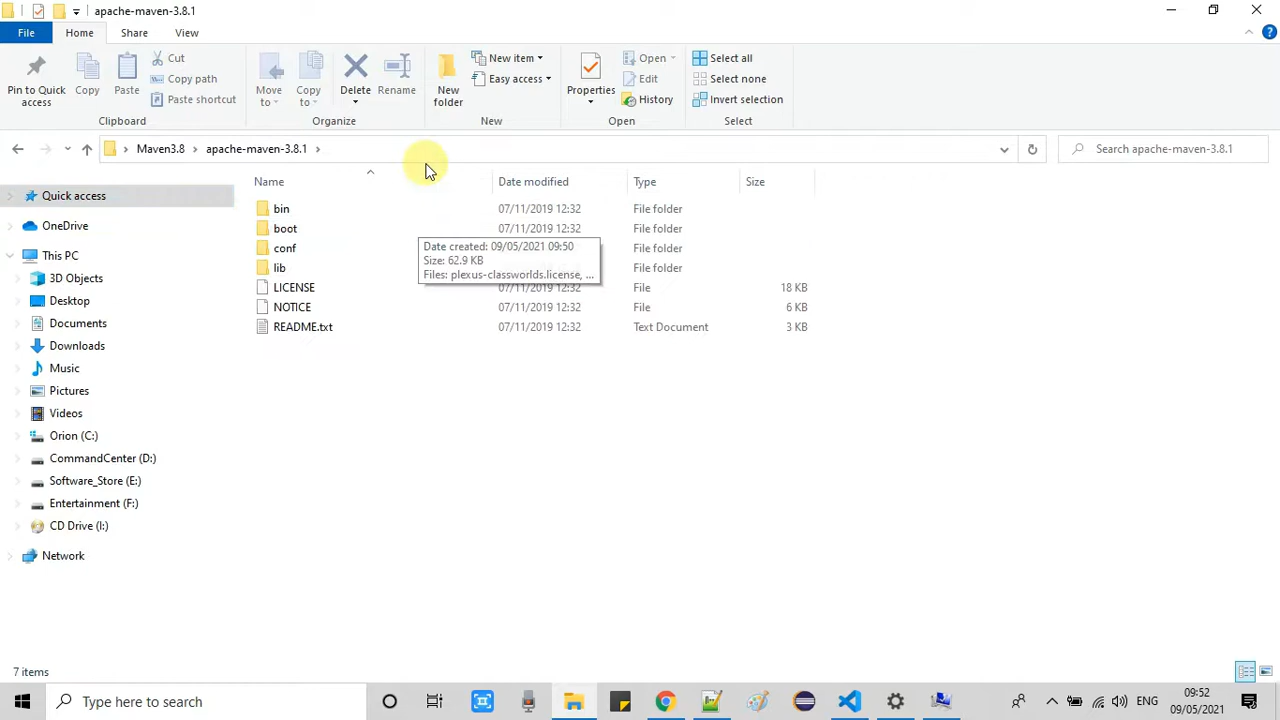 apache-maven-3.8.1
File
Home
Share
View
Pin to Quick access
Copy
Paste
Cut
Copy path
Paste shortcut
Clipboard
Move to
Copy to
Delete
Rename
Organize
New folder
New item
Easy access
New
Properties
Open
Edit
History
Open
Select all
Select none
Invert selection
Select
Maven3.8
apache-maven-3.8.1
Search apache-maven-3.8.1
Name Date modified Type Size
bin 07/11/2019 12:32 File folder
boot 07/11/2019 12:32 File folder
conf File folder
lib File folder
LICENSE 07/11/2019 12:32 File 18 KB
NOTICE 07/11/2019 12:32 File 6 KB
README.txt 07/11/2019 12:32 Text Document 3 KB
Date created: 09/05/2021 09:50
Size: 62.9 KB
Files: plexus-classworlds.license, ...
Quick access
OneDrive
This PC
3D Objects
Desktop
Documents
Downloads
Music
Pictures
Videos
Orion (C:)
CommandCenter (D:)
Software_Store (E:)
Entertainment (F:)
CD Drive (I:)
Network
7 items
Type here to search
ENG
09:52
09/05/2021